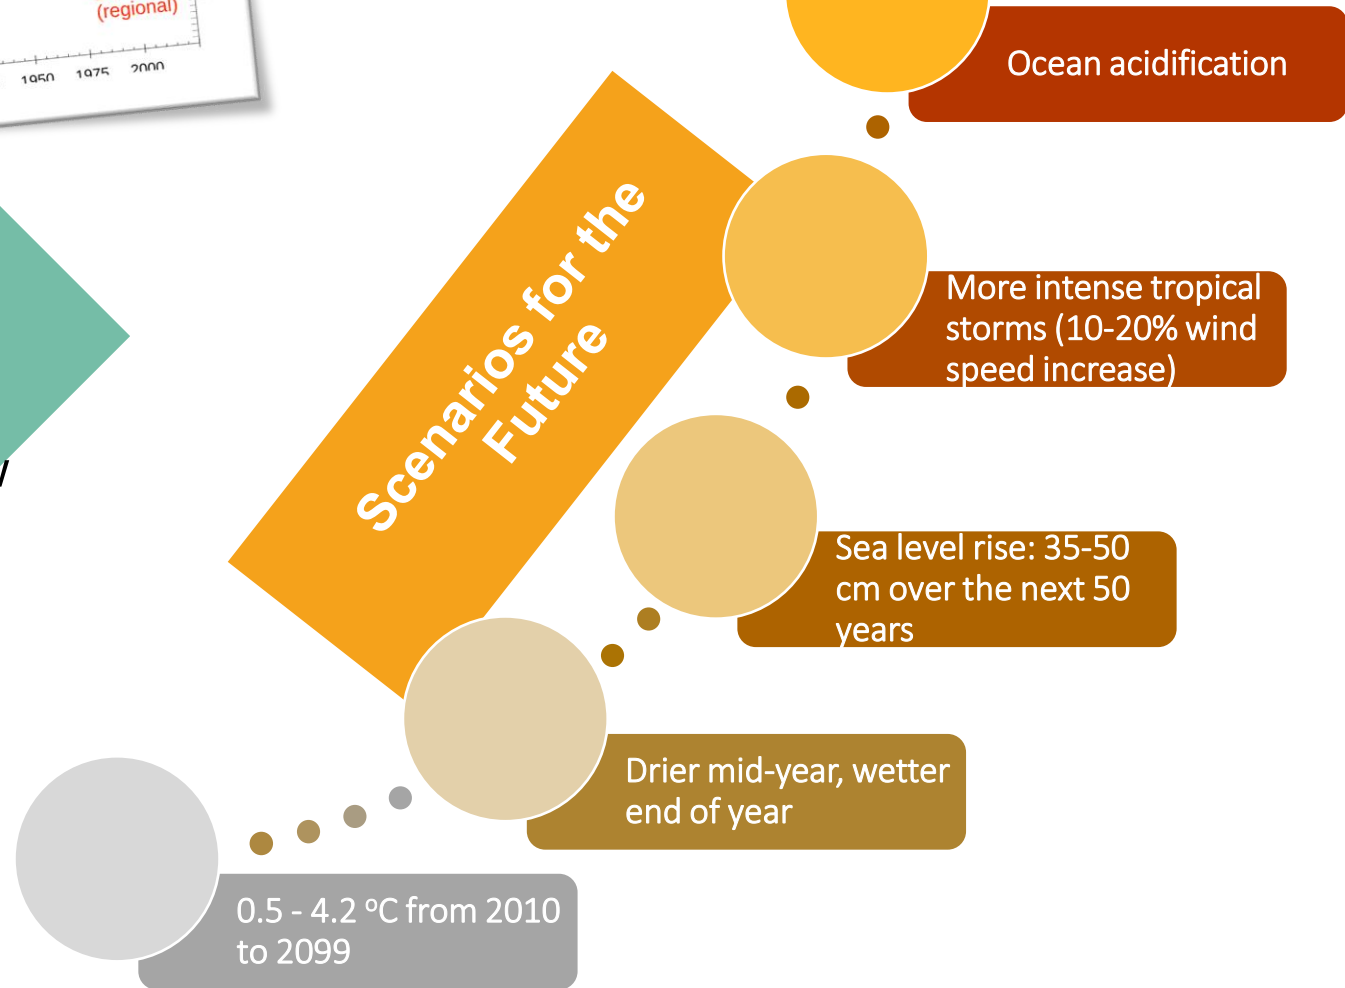 (regional)
1950 1975 2000
Ocean acidification
Scenarios for the
Future
More intense tropical
storms (10-20% wind
speed increase)
Sea level rise: 35-50
cm over the next 50
years
Drier mid-year, wetter
end of year
0.5 - 4.2 ºC from 2010
to 2099